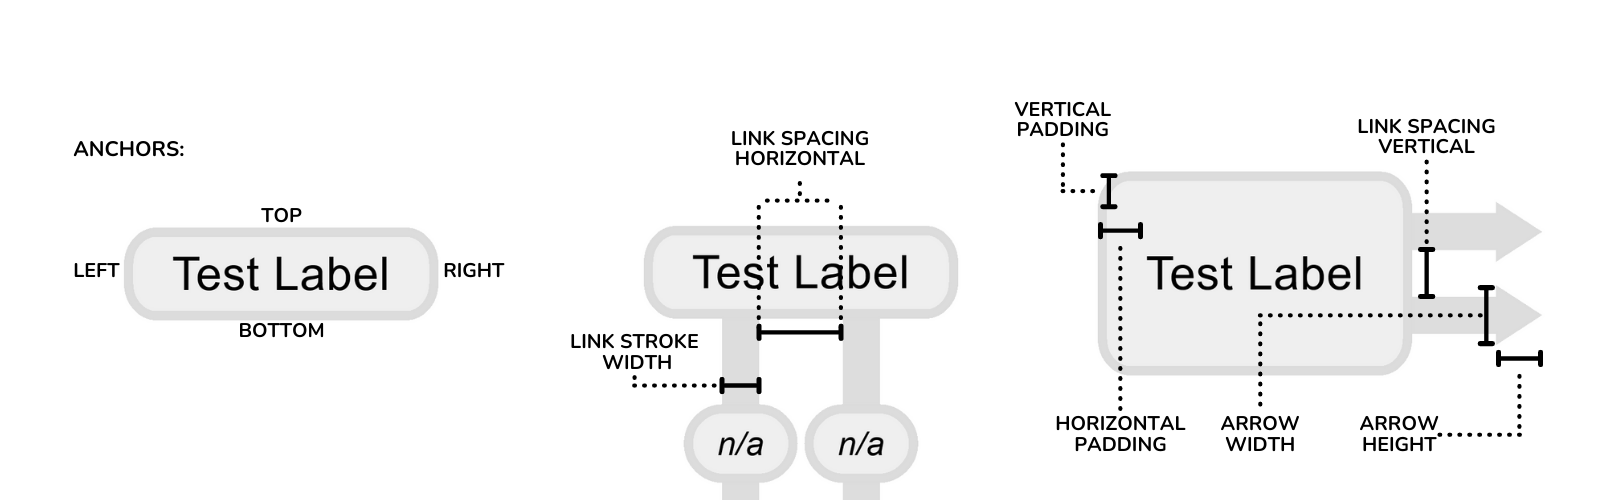 ANCHORS:
TOP
LEFT
Test Label
RIGHT
BOTTOM
LINK SPACING
HORIZONTAL
Test Label
LINK STROKE
WIDTH
n/a
n/a
VERTICAL
PADDING
LINK SPACING
VERTICAL
Test Label
HORIZONTAL
PADDING
ARROW
WIDTH
ARROW
HEIGHT